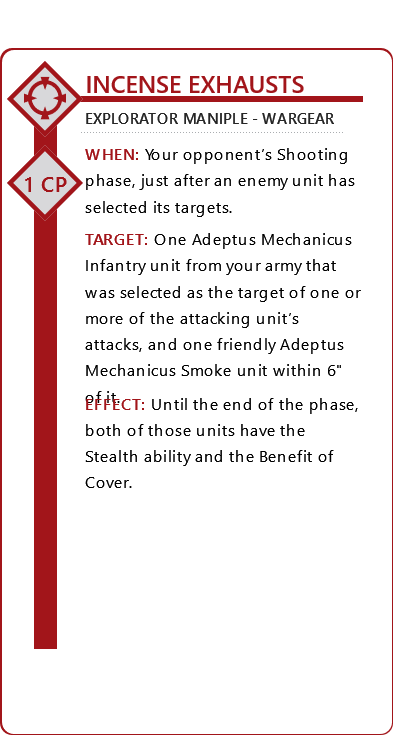 INCENSE EXHAUSTS
EXPLORATOR MANIPLE - WARGEAR
WHEN: Your opponent's Shooting
phase, just after an enemy unit has
selected its targets.
1 CP
TARGET: One Adeptus Mechanicus
Infantry unit from your army that
was selected as the target of one or
more of the attacking unit's
attacks, and one friendly Adeptus
Mechanicus Smoke unit within 6"
of it.
EFFECT: Until the end of the phase,
both of those units have the
Stealth ability and the Benefit of
Cover.